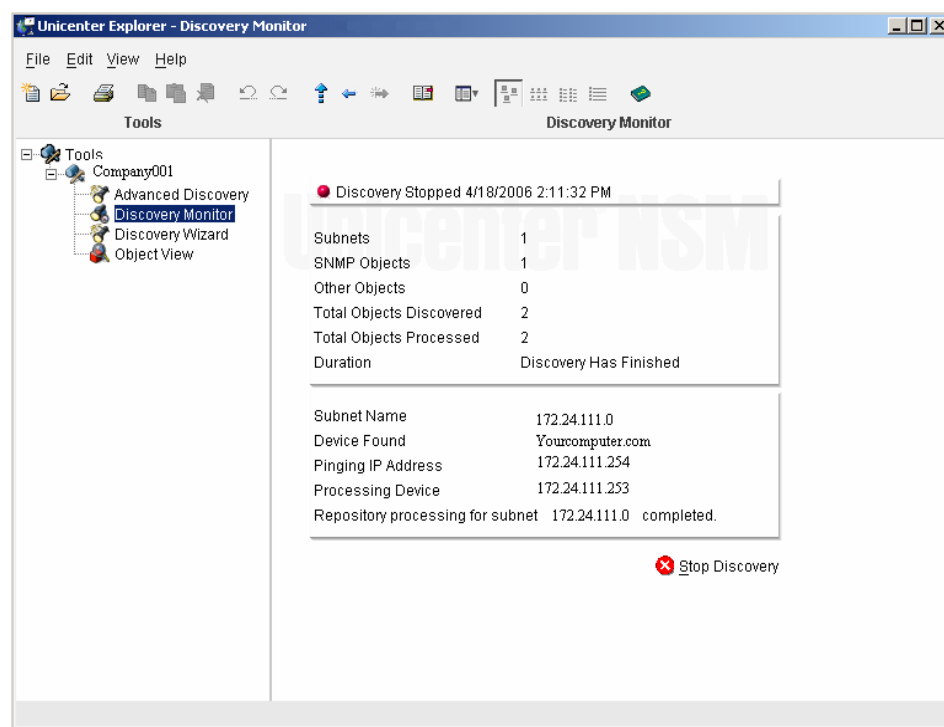 Unicenter Explorer - Discovery Monitor
File Edit View Help
Tools
Discovery Monitor
Tools
Company001
Advanced Discovery
Discovery Monitor
Discovery Wizard
Object View
Unicenter NSM
Discovery Stopped 4/18/2006 2:11:32 PM
Subnets 1
SNMP Objects 1
Other Objects 0
Total Objects Discovered 2
Total Objects Processed 2
Duration Discovery Has Finished
Subnet Name 172.24.111.0
Device Found Yourcomputer.com
Pinging IP Address 172.24.111.254
Processing Device 172.24.111.253
Repository processing for subnet 172.24.111.0 completed.
Stop Discovery